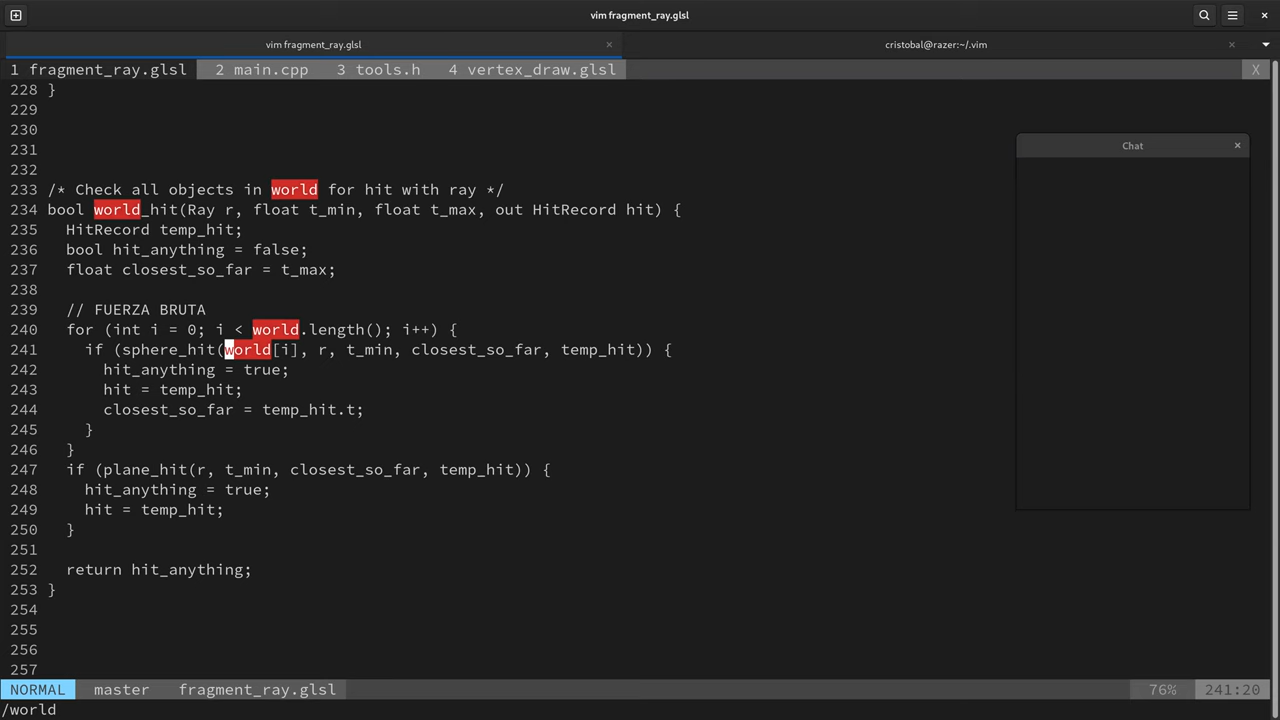 vim fragment_ray.glsl
vim fragment_ray.glsl × cristobal@razer:~/.vim ×
1 fragment_ray.glsl 2 main.cpp 3 tools.h 4 vertex_draw.glsl X
228 }
229
230
231
232
233 /* Check all objects in world for hit with ray */
234 bool world_hit(Ray r, float t_min, float t_max, out HitRecord hit) {
235   HitRecord temp_hit;
236   bool hit_anything = false;
237   float closest_so_far = t_max;
238
239   // FUERZA BRUTA
240   for (int i = 0; i < world.length(); i++) {
241     if (sphere_hit(world[i], r, t_min, closest_so_far, temp_hit)) {
242       hit_anything = true;
243       hit = temp_hit;
244       closest_so_far = temp_hit.t;
245     }
246   }
247   if (plane_hit(r, t_min, closest_so_far, temp_hit)) {
248     hit_anything = true;
249     hit = temp_hit;
250   }
251
252   return hit_anything;
253 }
254
255
256
257
Chat ×
NORMAL master fragment_ray.glsl 76% 241:20
/world